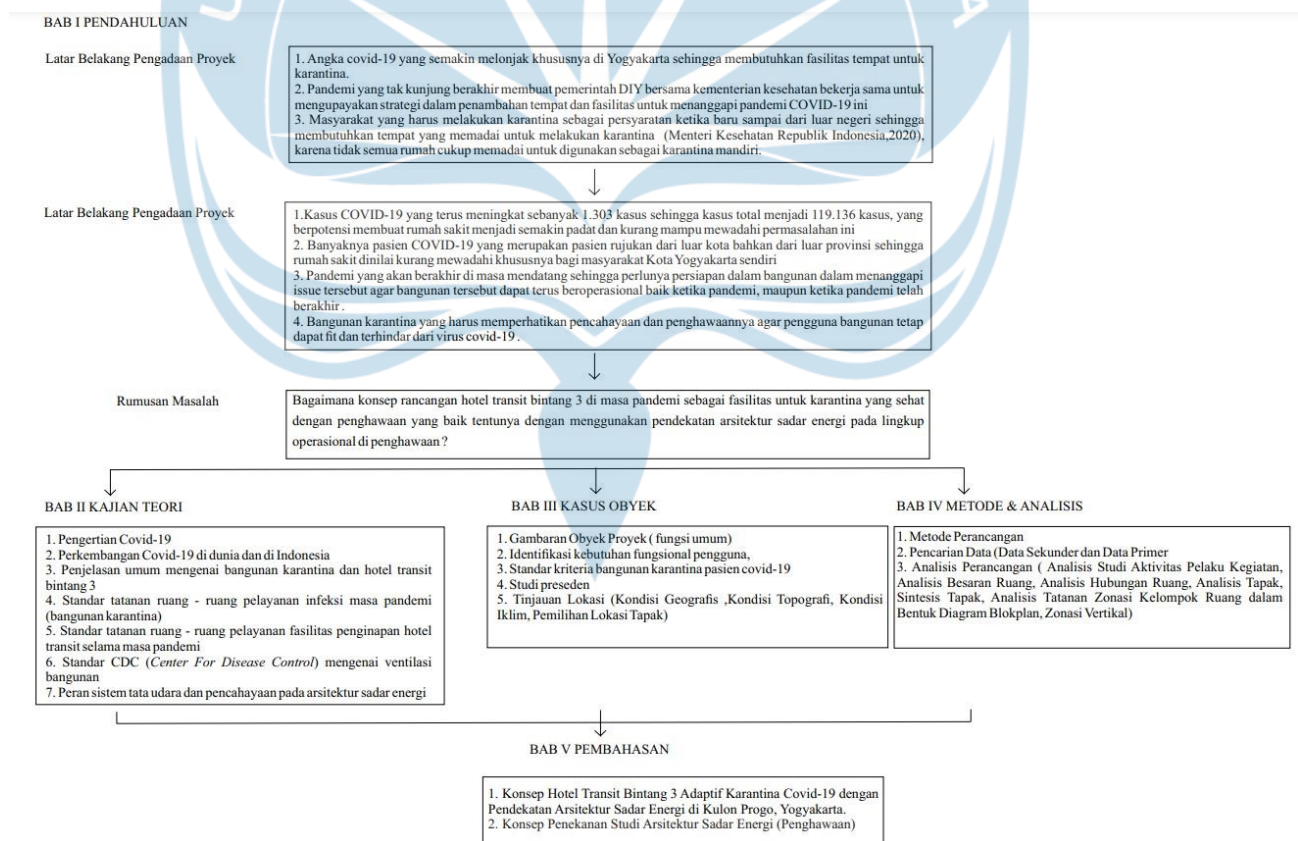 BAB I PENDAHULUAN
Latar Belakang Pengadaan Proyek
1. Angka covid-19 yang semakin melonjak khususnya di Yogyakarta sehingga membutuhkan fasilitas tempat untuk
karantina.
2. Pandemi yang tak kunjung berakhir membuat pemerintah DIY bersama kementerian kesehatan bekerja sama untuk
mengupayakan strategi dalam penambahan tempat dan fasilitas untuk menanggapi pandemi COVID-19 ini
3. Masyarakat yang harus melakukan karantina sebagai persyaratan ketika baru sampai dari luar negeri sehingga
membutuhkan tempat yang memadai untuk melakukan karantina (Menteri Kesehatan Republik Indonesia,2020),
karena tidak semua rumah cukup memadai untuk digunakan sebagai karantina mandiri.
Latar Belakang Pengadaan Proyek
1.Kasus COVID-19 yang terus meningkat sebanyak 1.303 kasus sehingga kasus total menjadi 119.136 kasus, yang
berpotensi membuat rumah sakit menjadi semakin padat dan kurang mampu mewadahi permasalahan ini
2. Banyaknya pasien COVID-19 yang merupakan pasien rujukan dari luar kota bahkan dari luar provinsi sehingga
rumah sakit dinilai kurang mewadahi khususnya bagi masyarakat Kota Yogyakarta sendiri
3. Pandemi yang akan berakhir di masa mendatang sehingga perlunya persiapan dalam bangunan dalam menanggapi
issue tersebut agar bangunan tersebut dapat terus beroperasional baik ketika pandemi, maupun ketika pandemi telah
berakhir .
4. Bangunan karantina yang harus memperhatikan pencahayaan dan penghawaannya agar pengguna bangunan tetap
dapat fit dan terhindar dari virus covid-19 .
Rumusan Masalah
Bagaimana konsep rancangan hotel transit bintang 3 di masa pandemi sebagai fasilitas untuk karantina yang sehat
dengan penghawaan yang baik tentunya dengan menggunakan pendekatan arsitektur sadar energi pada lingkup
operasional di penghawaan ?
BAB II KAJIAN TEORI
1. Pengertian Covid-19
2. Perkembangan Covid-19 di dunia dan di Indonesia
3. Penjelasan umum mengenai bangunan karantina dan hotel transit
bintang 3
4. Standar tatanan ruang - ruang pelayanan infeksi masa pandemi
(bangunan karantina)
5. Standar tatanan ruang - ruang pelayanan fasilitas penginapan hotel
transit selama masa pandemi
6. Standar CDC (Center For Disease Control) mengenai ventilasi
bangunan
7. Peran sistem tata udara dan pencahayaan pada arsitektur sadar energi
BAB III KASUS OBYEK
1. Gambaran Obyek Proyek ( fungsi umum)
2. Identifikasi kebutuhan fungsional pengguna,
3. Standar kriteria bangunan karantina pasien covid-19
4. Studi preseden
5. Tinjauan Lokasi (Kondisi Geografis ,Kondisi Topografi, Kondisi
Iklim, Pemilihan Lokasi Tapak)
BAB IV METODE & ANALISIS
1. Metode Perancangan
2. Pencarian Data (Data Sekunder dan Data Primer
3. Analisis Perancangan ( Analisis Studi Aktivitas Pelaku Kegiatan,
Analisis Besaran Ruang, Analisis Hubungan Ruang, Analisis Tapak,
Sintesis Tapak, Analisis Tatanan Zonasi Kelompok Ruang dalam
Bentuk Diagram Blokplan, Zonasi Vertikal)
BAB V PEMBAHASAN
1. Konsep Hotel Transit Bintang 3 Adaptif Karantina Covid-19 dengan
Pendekatan Arsitektur Sadar Energi di Kulon Progo, Yogyakarta.
2. Konsep Penekanan Studi Arsitektur Sadar Energi (Penghawaan)